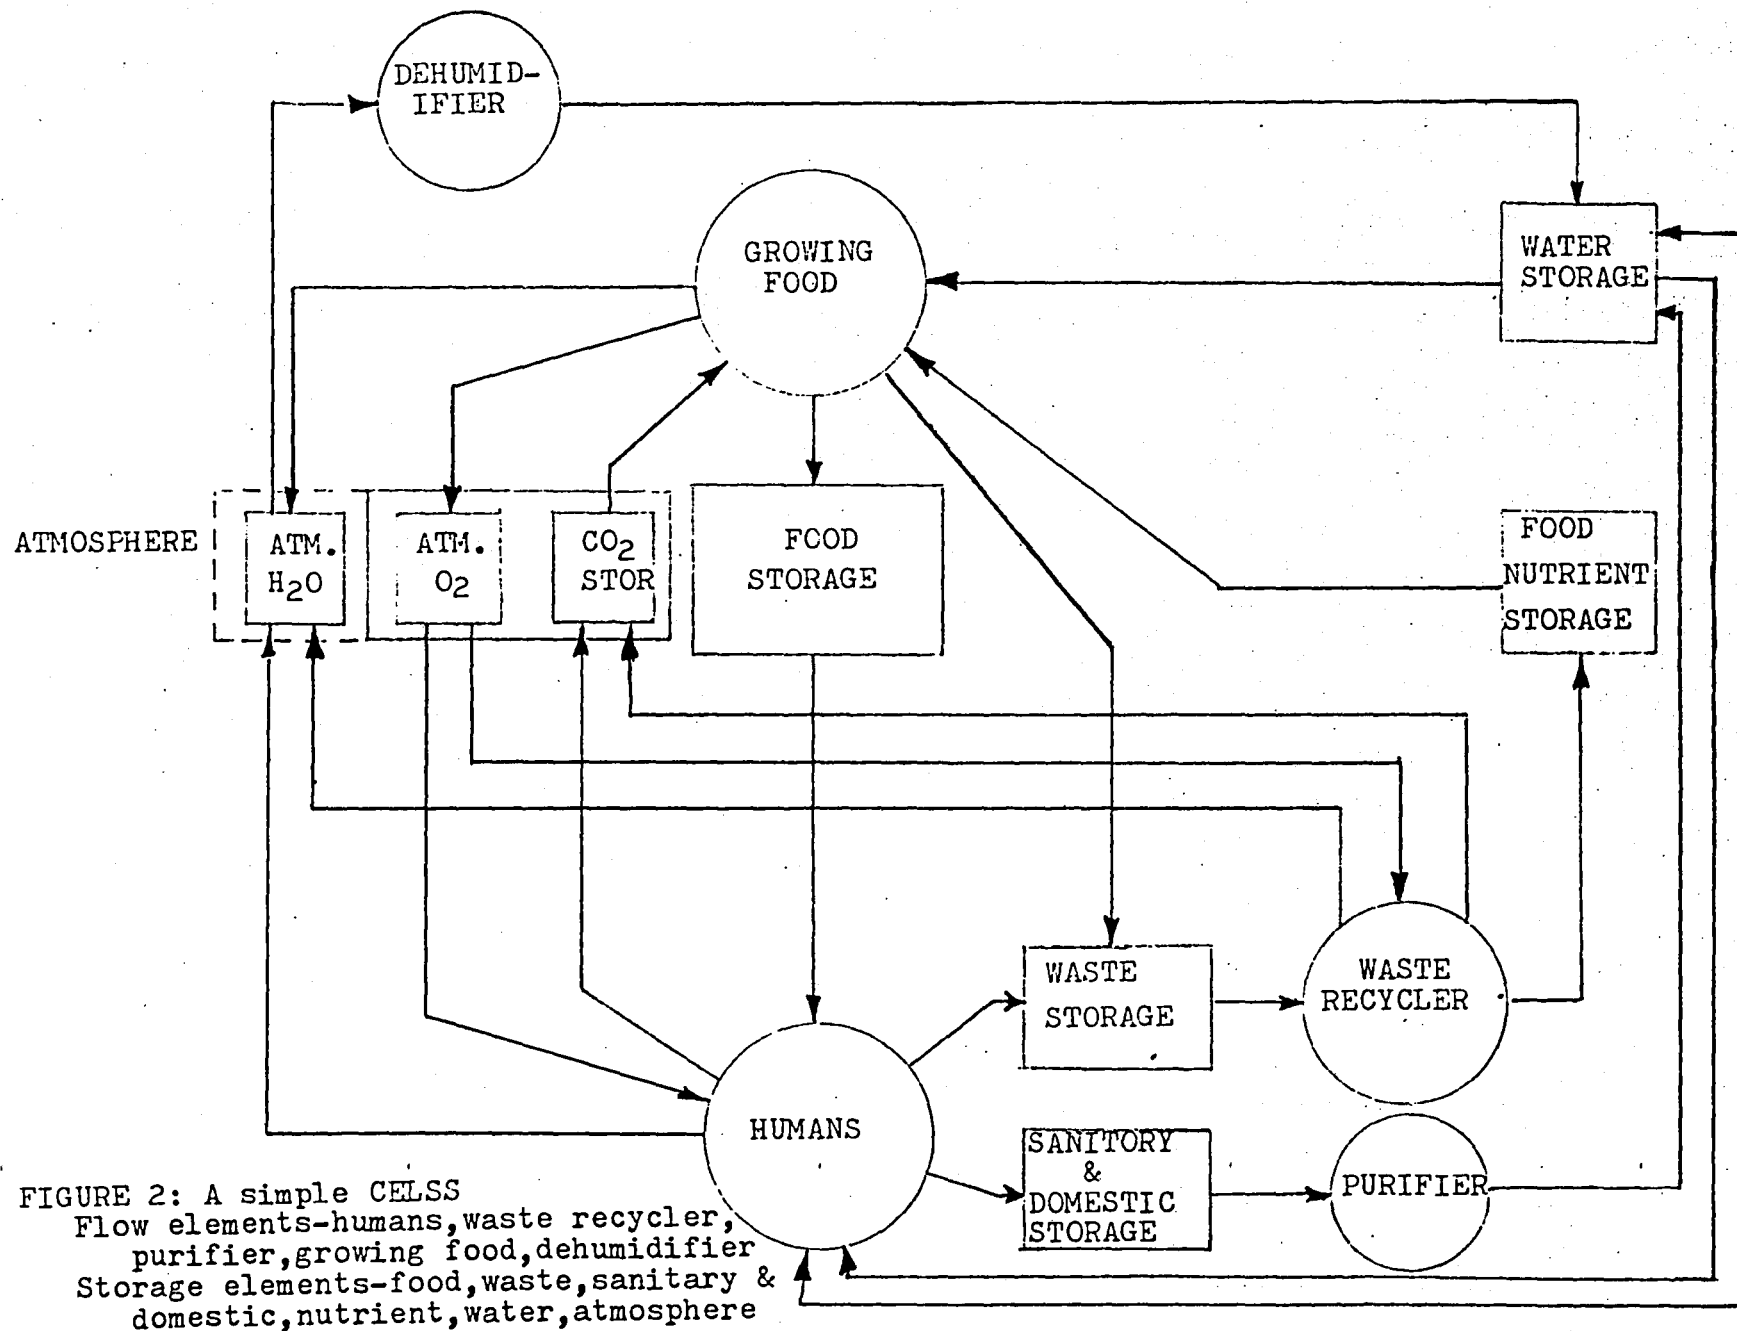 DEHUMID-
IFIER
GROWING
FOOD
WATER
STORAGE
ATMOSPHERE
ATM.
H2O
ATM.
O2
CO2
STOR
FOOD
STORAGE
FOOD
NUTRIENT
STORAGE
WASTE
STORAGE
WASTE
RECYCLER
HUMANS
SANITORY
&
DOMESTIC
STORAGE
PURIFIER
FIGURE 2: A simple CELSS
Flow elements-humans,waste recycler,
purifier,growing food,dehumidifier
Storage elements-food,waste,sanitary &
domestic,nutrient,water,atmosphere